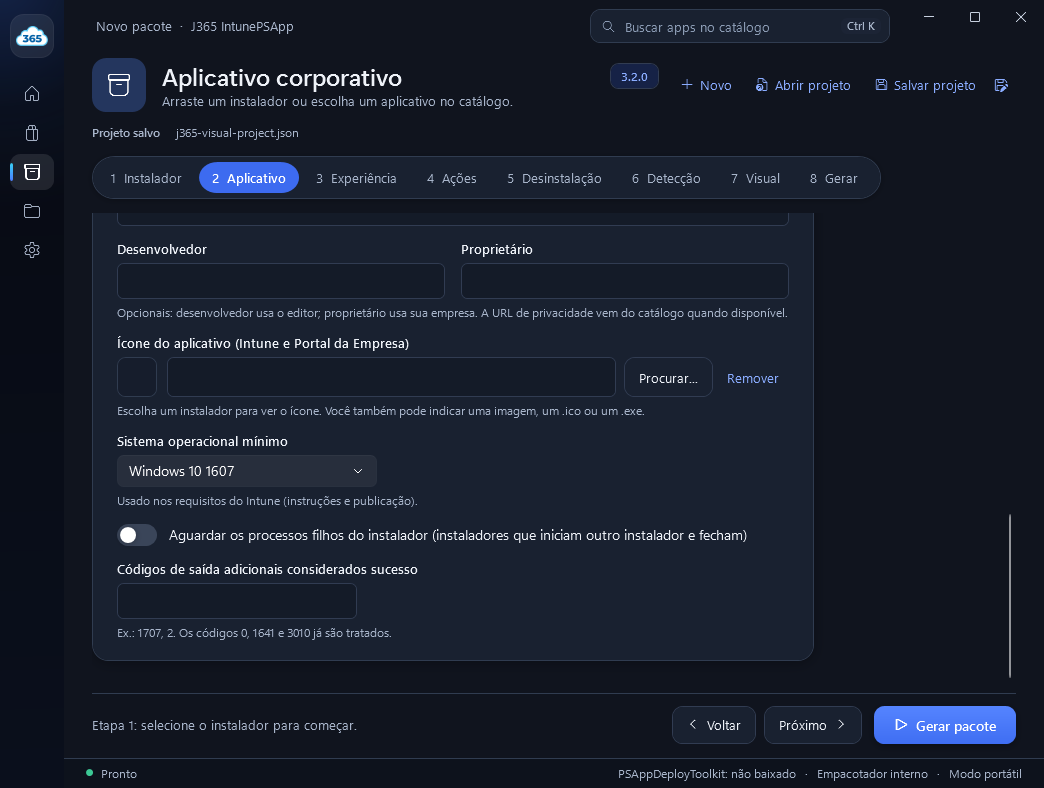 365
Novo pacote · J365 IntunePSApp
Buscar apps no catálogo
Ctrl K
Aplicativo corporativo
Arraste um instalador ou escolha um aplicativo no catálogo.
3.2.0
Novo
Abrir projeto
Salvar projeto
Projeto salvo j365-visual-project.json
1 Instalador
2 Aplicativo
3 Experiência
4 Ações
5 Desinstalação
6 Detecção
7 Visual
8 Gerar
Desenvolvedor
Proprietário
Opcionais: desenvolvedor usa o editor; proprietário usa sua empresa. A URL de privacidade vem do catálogo quando disponível.
Ícone do aplicativo (Intune e Portal da Empresa)
Procurar...
Remover
Escolha um instalador para ver o ícone. Você também pode indicar uma imagem, um .ico ou um .exe.
Sistema operacional mínimo
Windows 10 1607
Usado nos requisitos do Intune (instruções e publicação).
Aguardar os processos filhos do instalador (instaladores que iniciam outro instalador e fecham)
Códigos de saída adicionais considerados sucesso
Ex.: 1707, 2. Os códigos 0, 1641 e 3010 já são tratados.
Etapa 1: selecione o instalador para começar.
Voltar
Próximo
Gerar pacote
Pronto
PSAppDeployToolkit: não baixado · Empacotador interno · Modo portátil